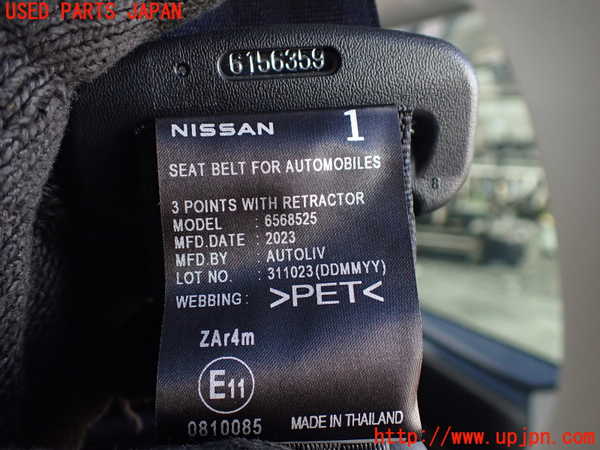 USED PARTS JAPAN
6156359
NISSAN 1
SEAT BELT FOR AUTOMOBILES
3 POINTS WITH RETRACTOR
MODEL : 6568525
MFD.DATE : 2023
MFD.BY : AUTOLIV
LOT NO. : 311023(DDMMYY)
WEBBING : >PET<
ZAr4m
E11
0810085 MADE IN THAILAND
8
http://www.upjpn.com/